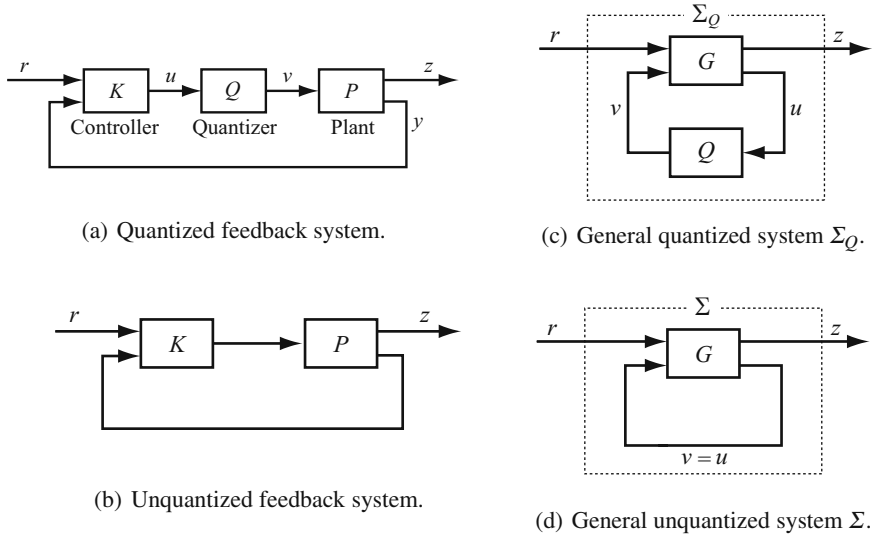 r
K
u
Q
v
P
z
y
Controller
Quantizer
Plant
(a) Quantized feedback system.
r
K
P
z
(b) Unquantized feedback system.
Σ_Q
r
G
z
v
u
Q
(c) General quantized system Σ_Q.
Σ
r
G
z
v = u
(d) General unquantized system Σ.